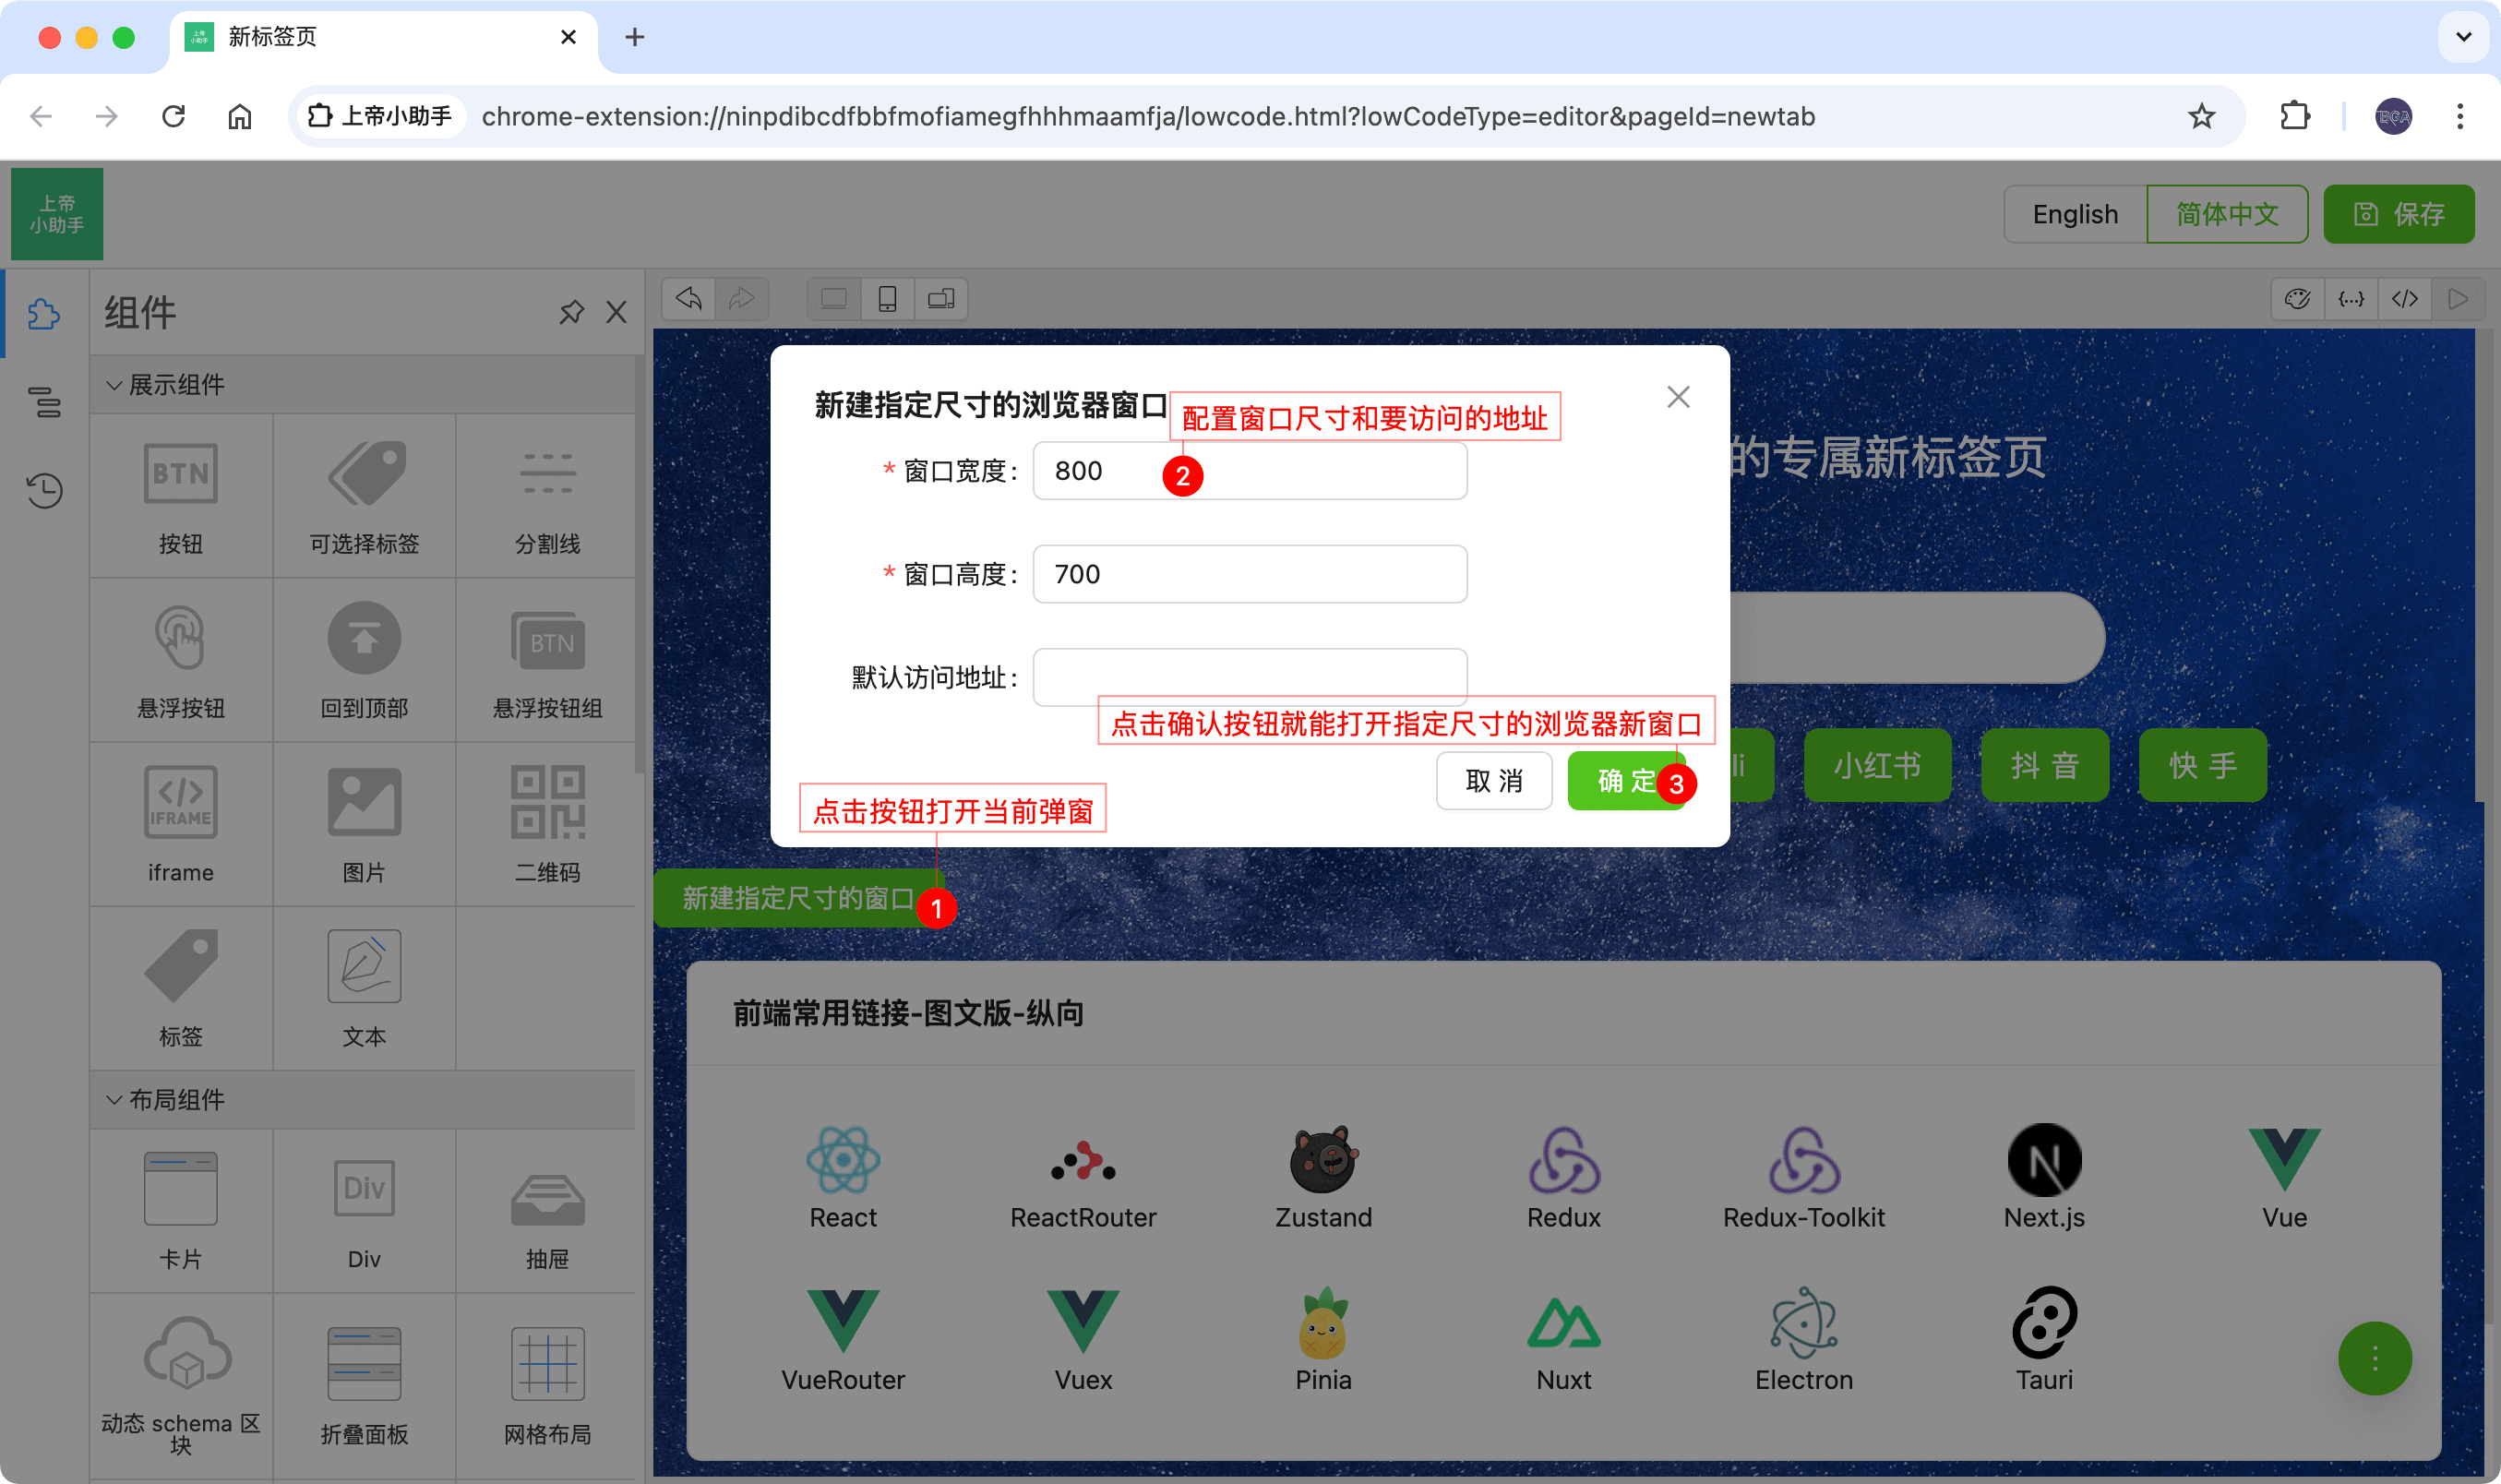 上帝
小助手
新标签页
上帝小助手
chrome-extension://ninpdibcdfbbfmofiamegfhhhmaamfja/lowcode.html?lowCodeType=editor&pageId=newtab
上帝
小助手
English
简体中文
保存
组件
展示组件
BTN
按钮
可选择标签
分割线
悬浮按钮
回到顶部
BTN
悬浮按钮组
IFRAME
iframe
图片
二维码
标签
文本
布局组件
卡片
Div
Div
抽屉
动态 schema 区
块
折叠面板
网格布局
新建指定尺寸的浏览器窗口
配置窗口尺寸和要访问的地址
* 窗口宽度:
800
2
* 窗口高度:
700
默认访问地址:
点击确认按钮就能打开指定尺寸的浏览器新窗口
取 消
确 定
3
点击按钮打开当前弹窗
新建指定尺寸的窗口
1
的专属新标签页
li
小红书
抖 音
快 手
前端常用链接-图文版-纵向
React
ReactRouter
Zustand
Redux
Redux-Toolkit
Next.js
Vue
VueRouter
Vuex
Pinia
Nuxt
Electron
Tauri